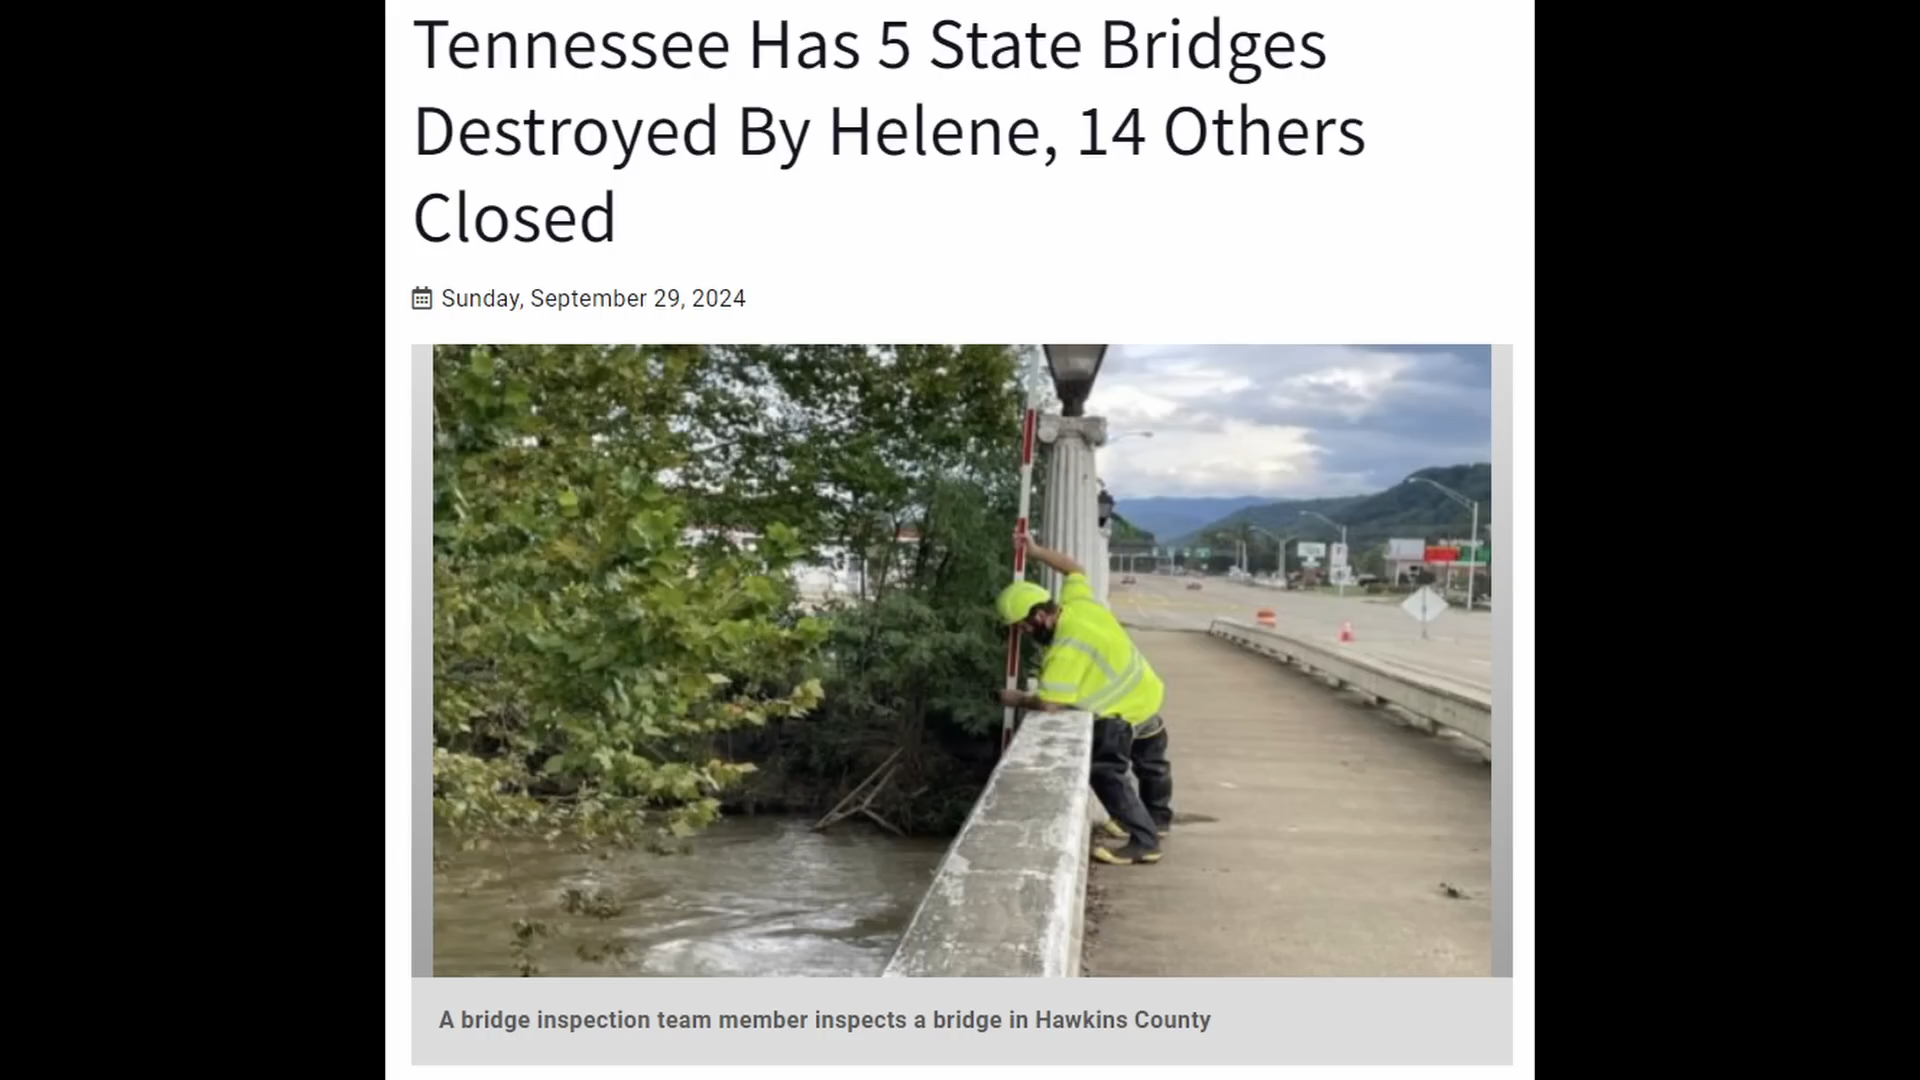 Tennessee Has 5 State Bridges
Destroyed By Helene, 14 Others
Closed
Sunday, September 29, 2024
A bridge inspection team member inspects a bridge in Hawkins County